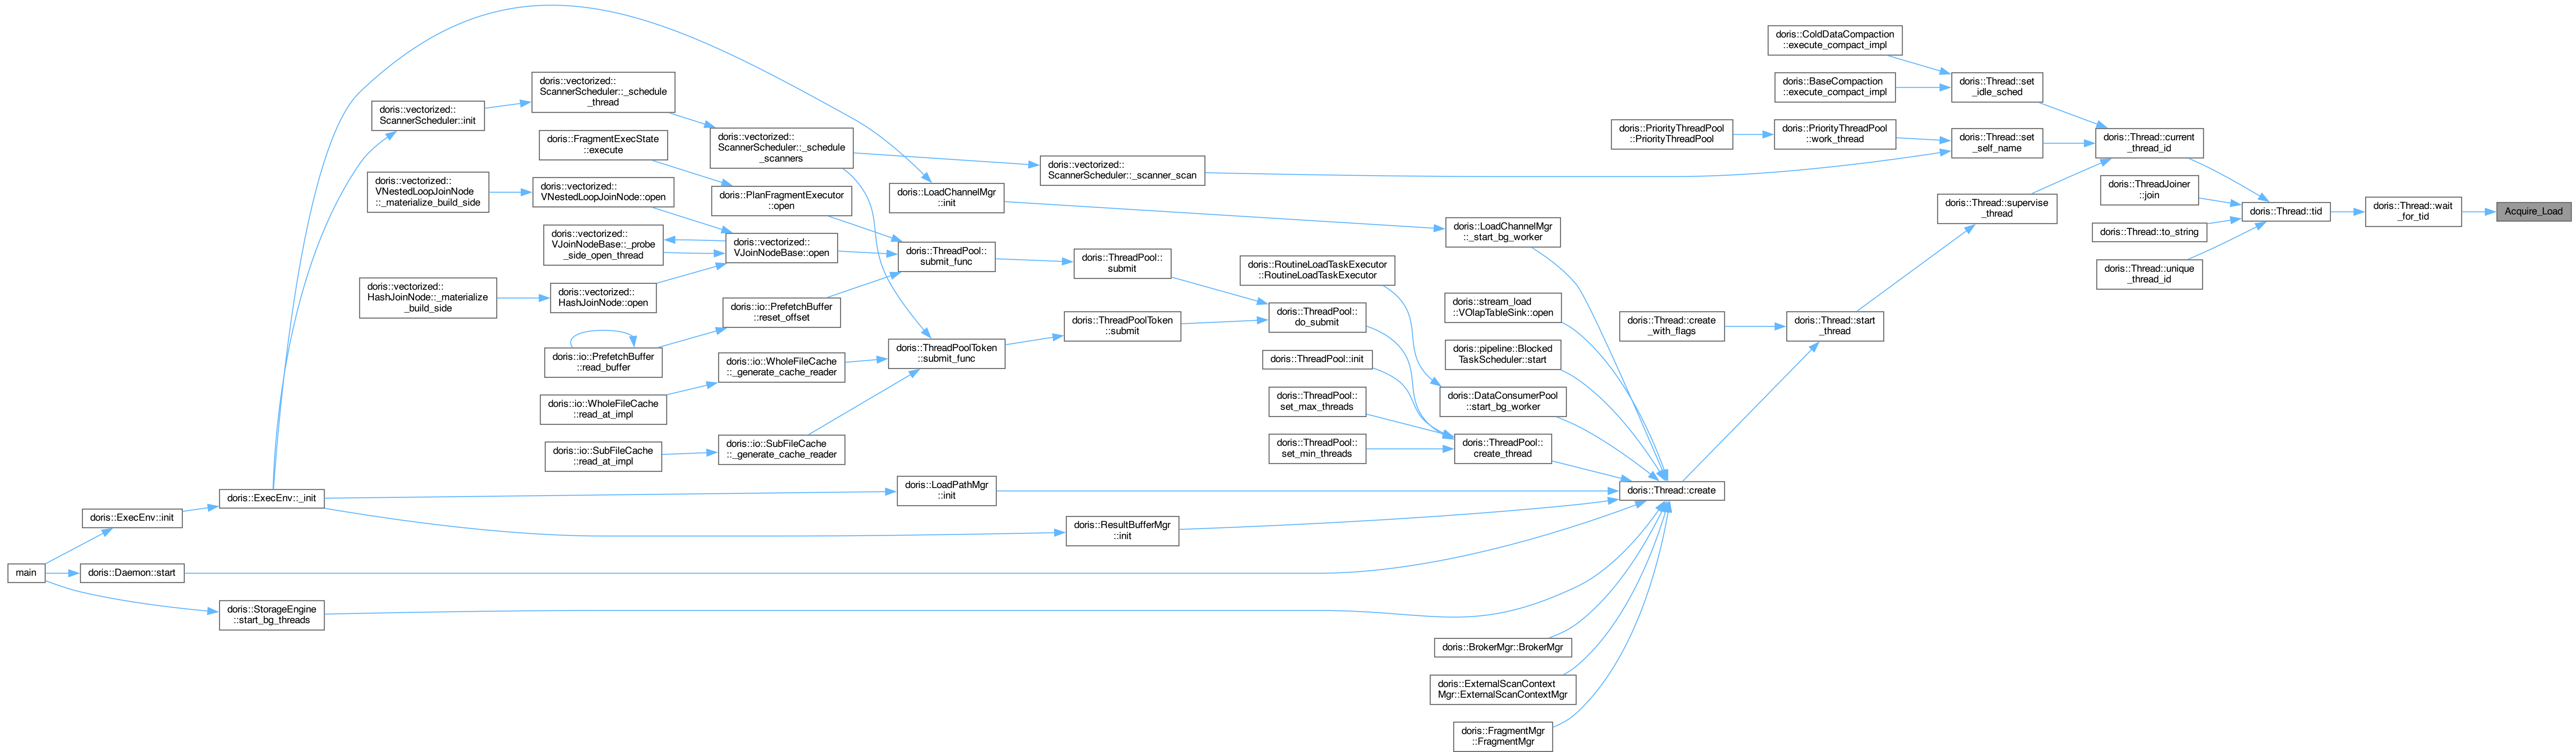 main
doris::ExecEnv::init
doris::Daemon::start
doris::StorageEngine
::start_bg_threads
doris::ExecEnv::_init
doris::vectorized::
ScannerScheduler::init
doris::vectorized::
VNestedLoopJoinNode
::_materialize_build_side
doris::vectorized::
HashJoinNode::_materialize
_build_side
doris::vectorized::
ScannerScheduler::_schedule
_thread
doris::FragmentExecState
::execute
doris::vectorized::
VNestedLoopJoinNode::open
doris::vectorized::
VJoinNodeBase::_probe
_side_open_thread
doris::vectorized::
HashJoinNode::open
doris::io::PrefetchBuffer
::read_buffer
doris::io::WholeFileCache
::read_at_impl
doris::io::SubFileCache
::read_at_impl
doris::vectorized::
ScannerScheduler::_schedule
_scanners
doris::PlanFragmentExecutor
::open
doris::vectorized::
VJoinNodeBase::open
doris::io::PrefetchBuffer
::reset_offset
doris::io::WholeFileCache
::_generate_cache_reader
doris::io::SubFileCache
::_generate_cache_reader
doris::LoadChannelMgr
::init
doris::ThreadPool::
submit_func
doris::ThreadPoolToken
::submit_func
doris::LoadPathMgr
::init
doris::vectorized::
ScannerScheduler::_scanner_scan
doris::ThreadPool::
submit
doris::ThreadPoolToken
::submit
doris::ResultBufferMgr
::init
doris::RoutineLoadTaskExecutor
::RoutineLoadTaskExecutor
doris::ThreadPool::
do_submit
doris::ThreadPool::init
doris::ThreadPool::
set_max_threads
doris::ThreadPool::
set_min_threads
doris::LoadChannelMgr
::_start_bg_worker
doris::stream_load
::VOlapTableSink::open
doris::pipeline::Blocked
TaskScheduler::start
doris::DataConsumerPool
::start_bg_worker
doris::ThreadPool::
create_thread
doris::BrokerMgr::BrokerMgr
doris::ExternalScanContext
Mgr::ExternalScanContextMgr
doris::FragmentMgr
::FragmentMgr
doris::PriorityThreadPool
::PriorityThreadPool
doris::Thread::create
_with_flags
doris::Thread::create
doris::ColdDataCompaction
::execute_compact_impl
doris::BaseCompaction
::execute_compact_impl
doris::PriorityThreadPool
::work_thread
doris::Thread::start
_thread
doris::Thread::set
_idle_sched
doris::Thread::set
_self_name
doris::Thread::supervise
_thread
doris::Thread::current
_thread_id
doris::ThreadJoiner
::join
doris::Thread::to_string
doris::Thread::unique
_thread_id
doris::Thread::tid
doris::Thread::wait
_for_tid
Acquire_Load